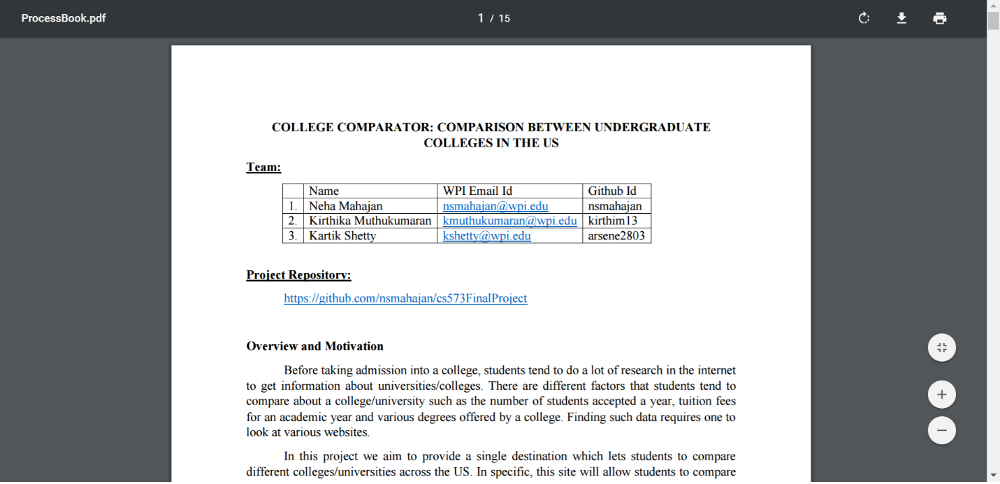 ProcessBook.pdf
1 / 15
COLLEGE COMPARATOR: COMPARISON BETWEEN UNDERGRADUATE
COLLEGES IN THE US
Team:
Name WPI Email Id Github Id
1. Neha Mahajan nsmahajan@wpi.edu nsmahajan
2. Kirthika Muthukumaran kmuthukumaran@wpi.edu kirthim13
3. Kartik Shetty kshetty@wpi.edu arsene2803
Project Repository:
https://github.com/nsmahajan/cs573FinalProject
Overview and Motivation
Before taking admission into a college, students tend to do a lot of research in the internet
to get information about universities/colleges. There are different factors that students tend to
compare about a college/university such as the number of students accepted a year, tuition fees
for an academic year and various degrees offered by a college. Finding such data requires one to
look at various websites.
In this project we aim to provide a single destination which lets students to compare
different colleges/universities across the US. In specific, this site will allow students to compare